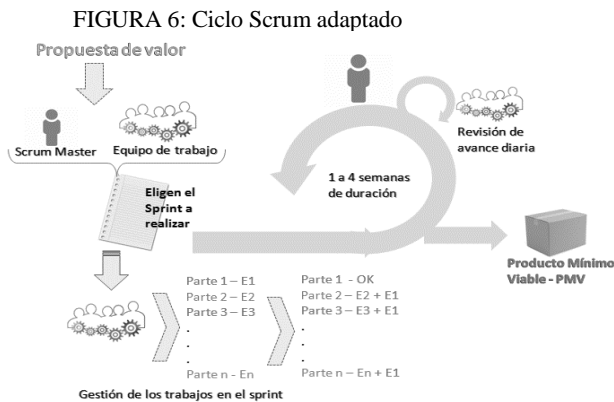 FIGURA 6: Ciclo Scrum adaptado
Propuesta de valor
Scrum Master
Equipo de trabajo
Eligen el
Sprint a
realizar
1 a 4 semanas
de duración
Revisión de
avance diaria
Producto Mínimo
Viable - PMV
Parte 1 – E1
Parte 2 – E2
Parte 3 – E3
.
.
.
Parte n - En
Parte 1 - OK
Parte 2 – E2 + E1
Parte 3 – E3 + E1
.
.
.
Parte n – En + E1
Gestión de los trabajos en el sprint